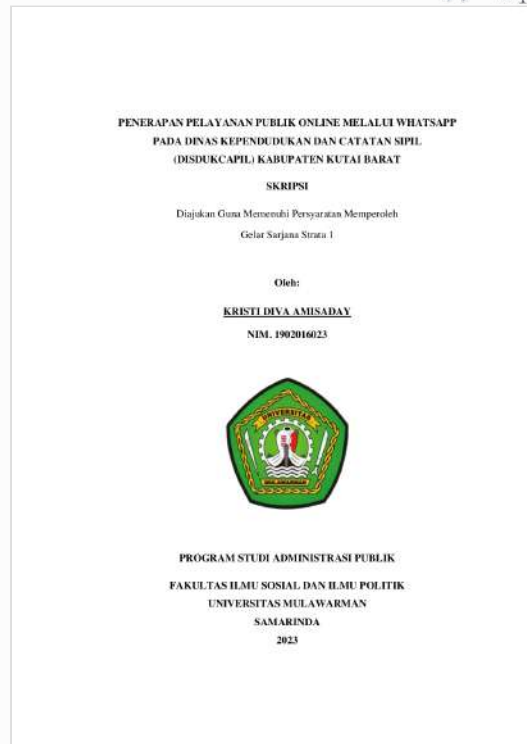 PENERAPAN PELAYANAN PUBLIK ONLINE MELALUI WHATSAPP
PADA DINAS KEPENDUDUKAN DAN CATATAN SIPIL
(DISDUKCAPIL) KABUPATEN KUTAI BARAT
SKRIPSI
Diajukan Guna Memenuhi Persyaratan Memperoleh
Gelar Sarjana Strata 1
Oleh:
KRISTI DIVA AMISADAY
NIM. 1902016023
UNIVERSITAS
MULAWARMAN
PROGRAM STUDI ADMINISTRASI PUBLIK
FAKULTAS ILMU SOSIAL DAN ILMU POLITIK
UNIVERSITAS MULAWARMAN
SAMARINDA
2023